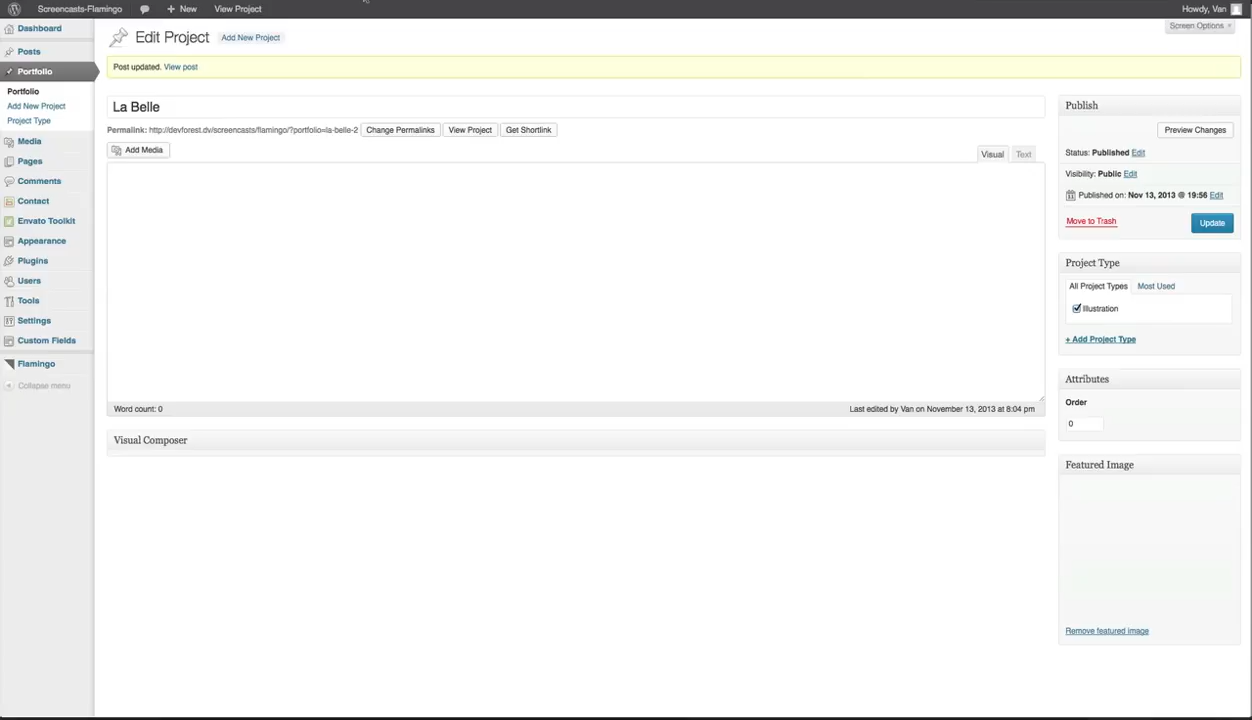 Screencasts-Flamingo
New
View Project
Howdy, Van
Dashboard
Posts
Portfolio
Portfolio
Add New Project
Project Type
Media
Pages
Comments
Contact
Envato Toolkit
Appearance
Plugins
Users
Tools
Settings
Custom Fields
Flamingo
Collapse menu
Screen Options
Edit Project Add New Project
Post updated. View post
La Belle
Permalink: http://devforest.dv/screencasts/flamingo/?portfolio=la-belle-2 Change Permalinks View Project Get Shortlink
Add Media
Visual Text
Word count: 0
Last edited by Van on November 13, 2013 at 8:04 pm
Visual Composer
Publish
Preview Changes
Status: Published Edit
Visibility: Public Edit
Published on: Nov 13, 2013 @ 19:56 Edit
Move to Trash
Update
Project Type
All Project Types Most Used
Illustration
+ Add Project Type
Attributes
Order
0
Featured Image
Remove featured image